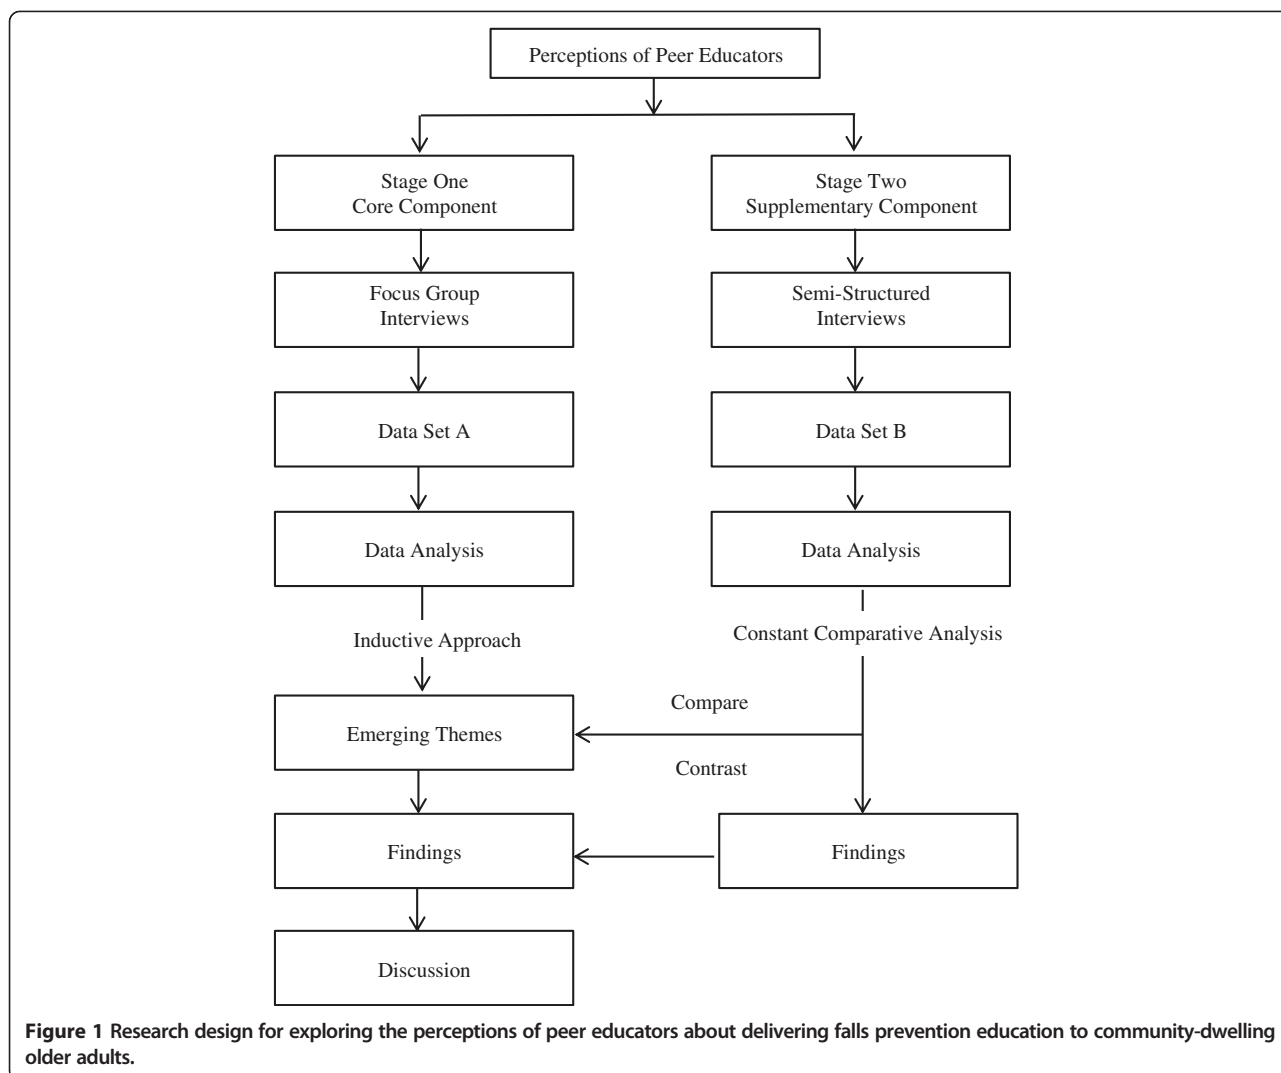 Perceptions of Peer Educators
Stage One
Core Component
Stage Two
Supplementary Component
Focus Group
Interviews
Semi-Structured
Interviews
Data Set A
Data Set B
Data Analysis
Data Analysis
Inductive Approach
Constant Comparative Analysis
Compare
Emerging Themes
Contrast
Findings
Findings
Discussion
Figure 1 Research design for exploring the perceptions of peer educators about delivering falls prevention education to community-dwelling
older adults.